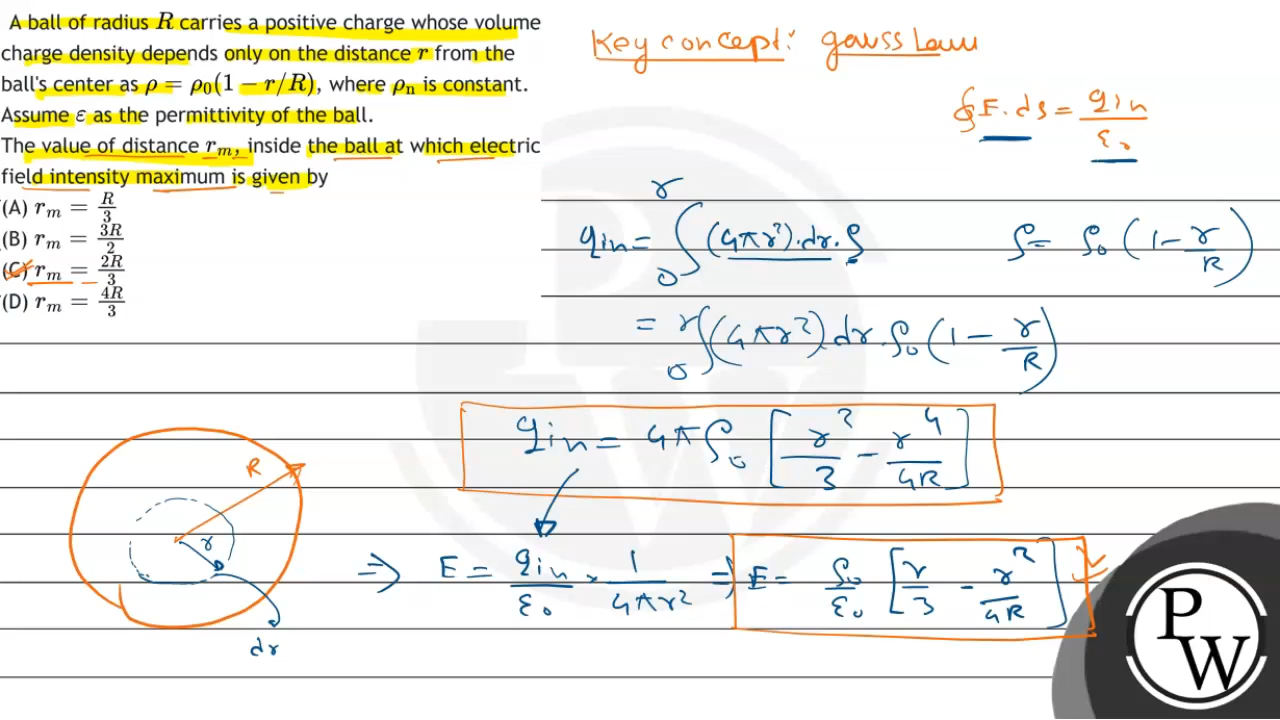 A ball of radius R carries a positive charge whose volume
charge density depends only on the distance r from the
ball's center as ρ = ρ₀(1 − r/R), where ρₙ is constant.
Assume ε as the permittivity of the ball.
The value of distance rₘ, inside the ball at which electric
field intensity maximum is given by
(A) rₘ = R/3
(B) rₘ = 3R/2
(C) rₘ = 2R/3
(D) rₘ = 4R/3
Key concept: gauss Law
∮E.ds = qin/ε₀
qin = ∫₀^r (4πr²).dr.ρ
ρ = ρ₀(1 − r/R)
= ∫₀^r (4πr²).dr.ρ₀(1 − r/R)
qin = 4πρ₀ [r³/3 − r⁴/4R]
⇒ E = qin/ε₀ × 1/4πr² ⇒ E = ρ₀/ε₀ [r/3 − r²/4R]
R
r
dr
PW